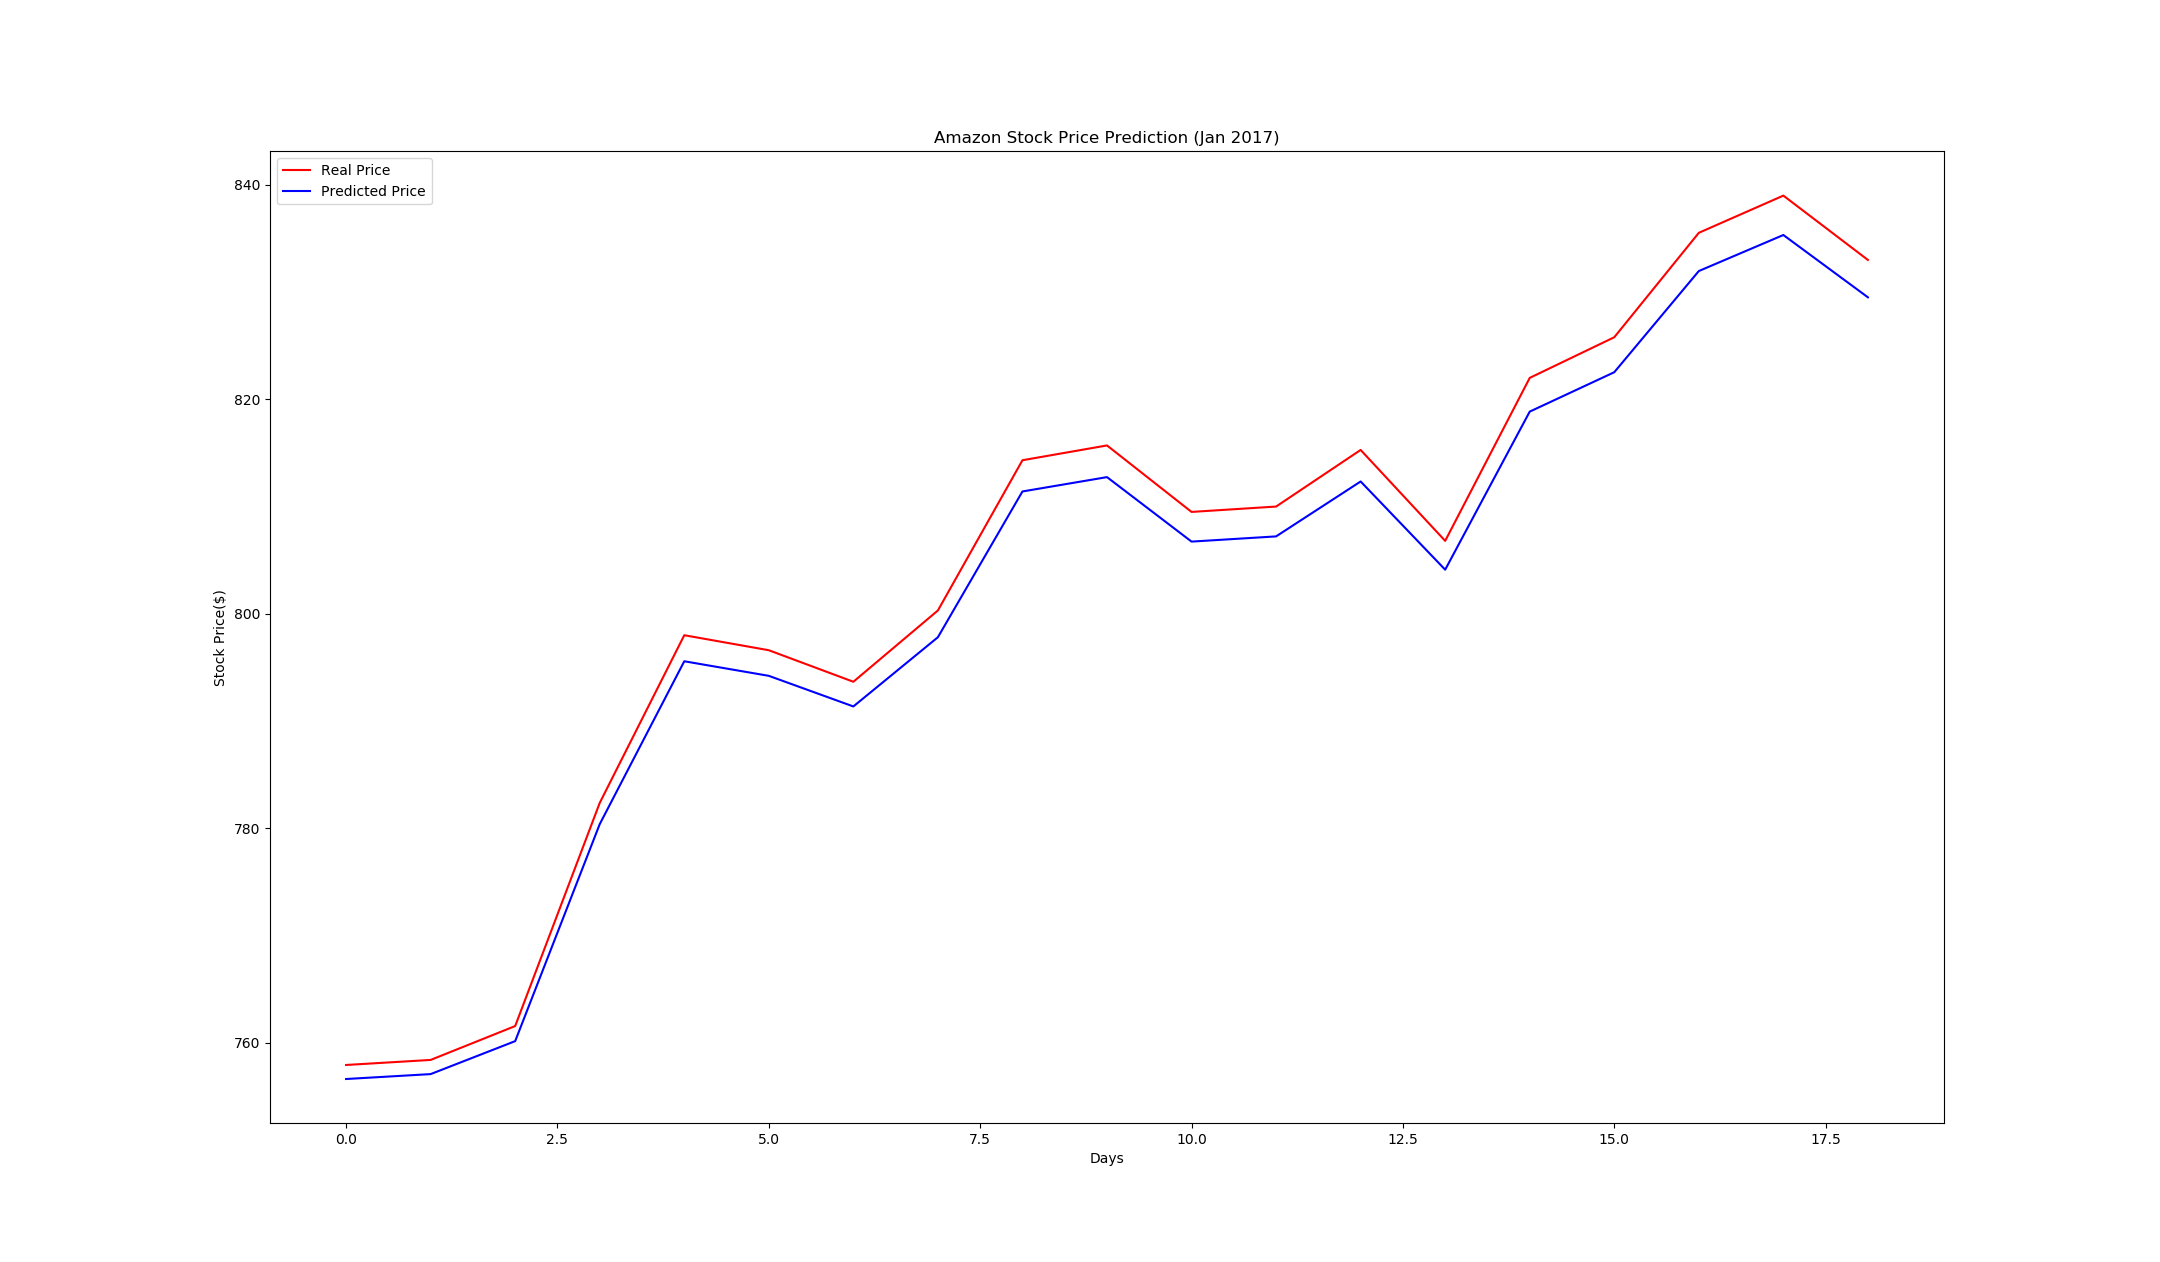 Amazon Stock Price Prediction (Jan 2017)
Real Price
Predicted Price
840
820
800
780
760
Stock Price($)
0.0 2.5 5.0 7.5 10.0 12.5 15.0 17.5
Days